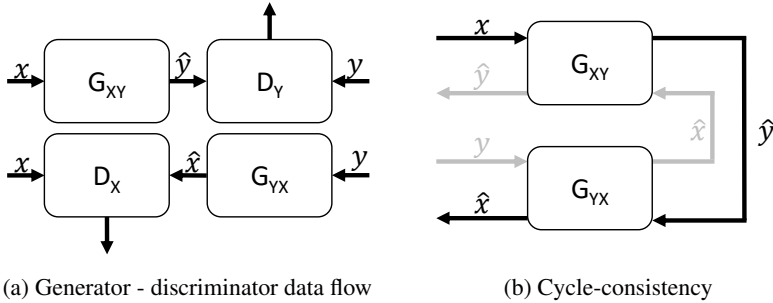 x G_XY ŷ D_Y y
x D_X x̂ G_YX y
(a) Generator - discriminator data flow
x G_XY
ŷ
x̂ ŷ
y G_YX
x̂
(b) Cycle-consistency